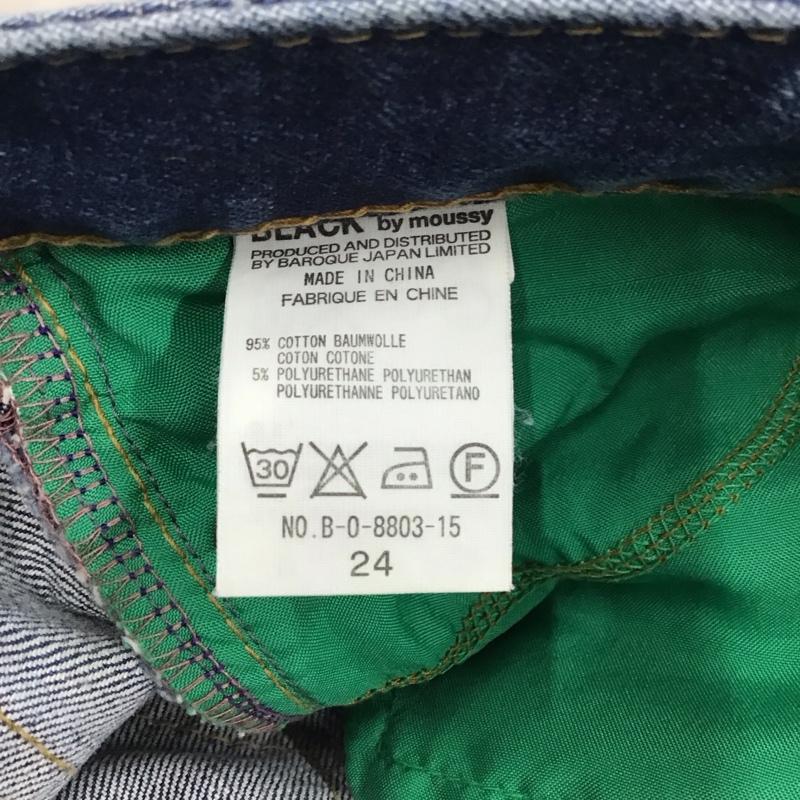 BLACK by moussy
PRODUCED AND DISTRIBUTED
BY BAROQUE JAPAN LIMITED
MADE IN CHINA
FABRIQUE EN CHINE
95% COTTON BAUMWOLLE
COTON COTONE
5% POLYURETHANE POLYURETHAN
POLYURETHANNE POLYURETANO
30 F
NO.B-0-8803-15
24